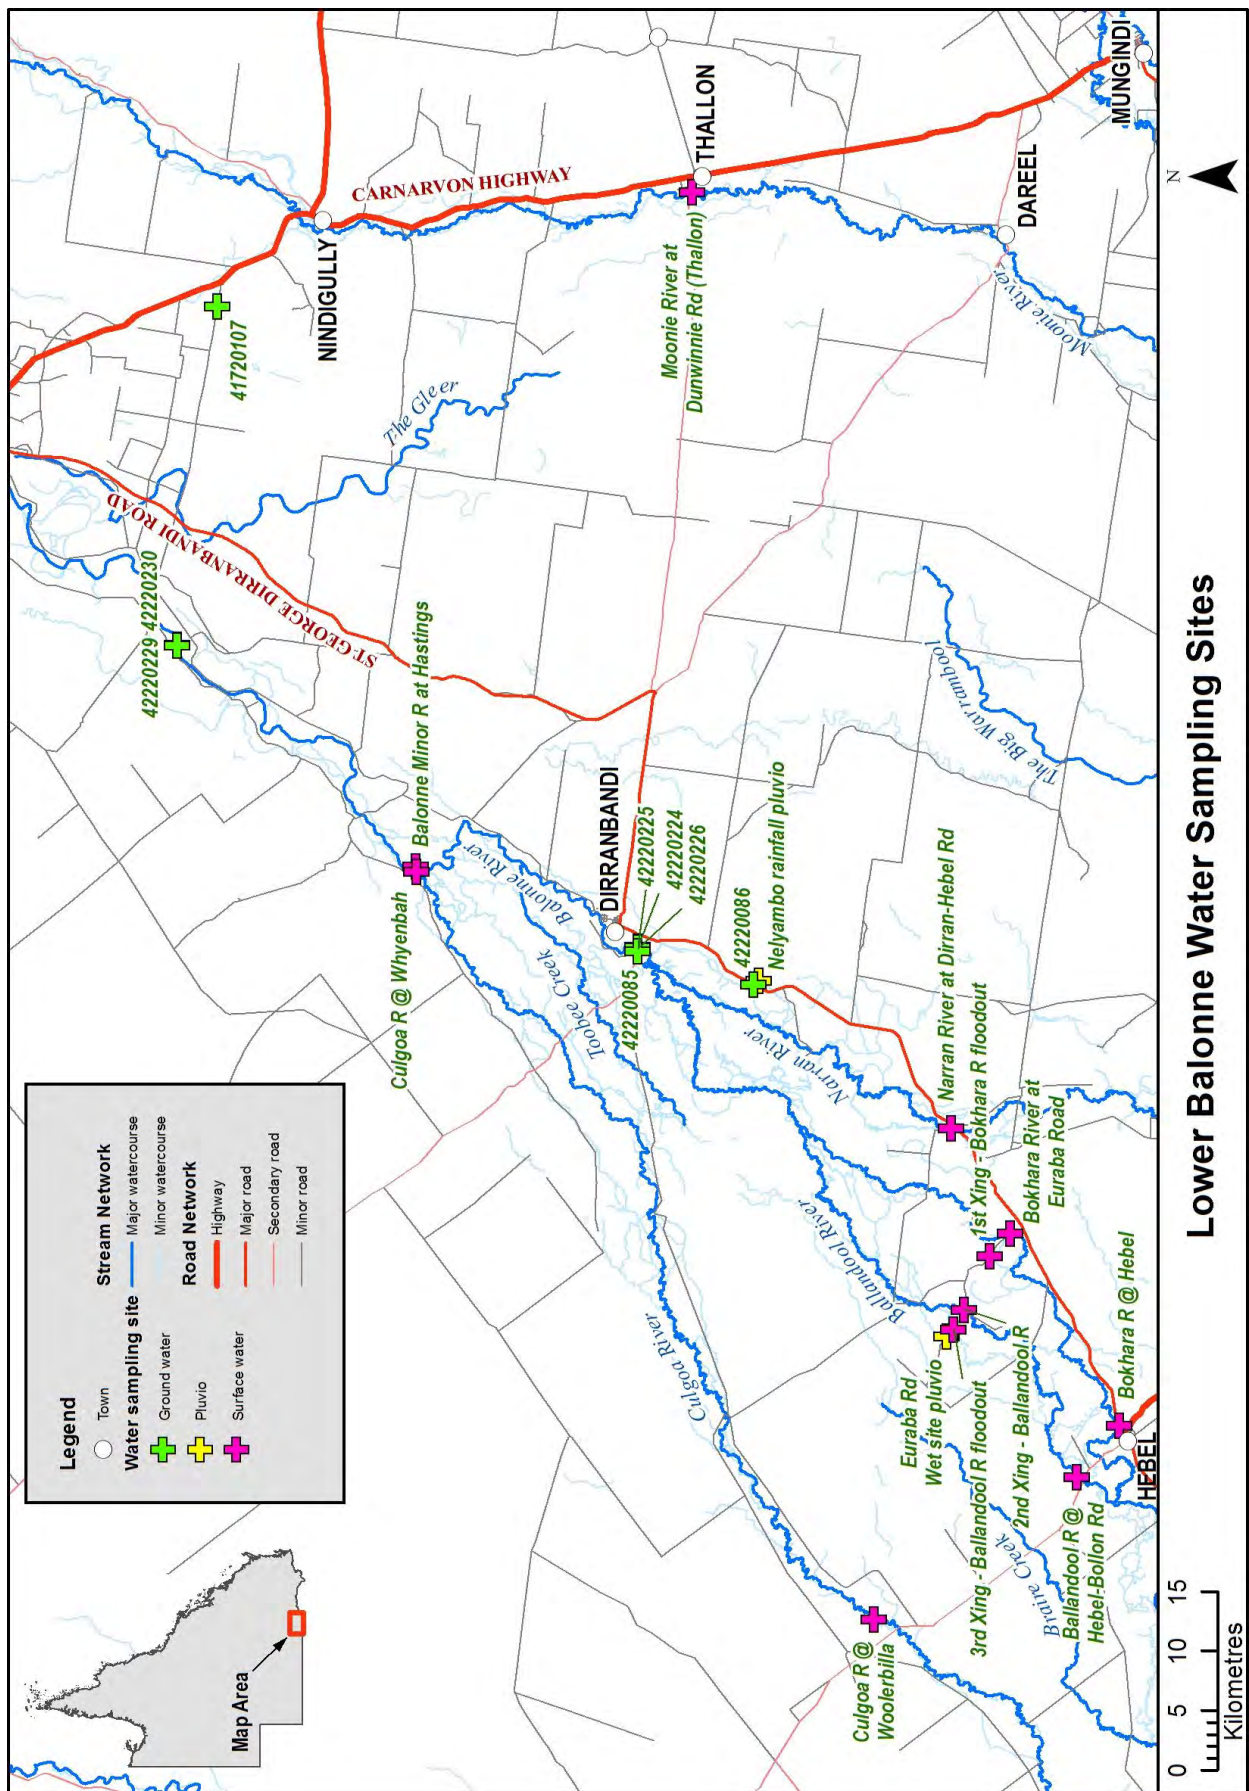 Legend
Town
Water sampling site
Ground water
Pluvio
Surface water
Stream Network
Major watercourse
Minor watercourse
Road Network
Highway
Major road
Secondary road
Minor road
Map Area
42220229 42220230
41720107
ST GEORGE DIRRANBANDI ROAD
CARNARVON HIGHWAY
NINDIGULLY
The Gleer
Culgoa R @ Whyenbah
Balonne Minor R at Hastings
Balonne River
Toobee Creek
DIRRANBANDI
42220085
42220225
42220224
42220226
Moonie River at
Dunwinnie Rd (Thallon)
THALLON
42220086
Nelyambo rainfall pluvio
Narran River
Culgoa River
Ballandool River
Narran River at Dirran-Hebel Rd
1st Xing - Bokhara R floodout
Bokhara River at
Euraba Road
The Big Warrambool
Moonie River
DAREEL
MUNGINDI
Culgoa R @
Woolerbilla
Euraba Rd
Wet site pluvio
3rd Xing - Ballandool R floodout
2nd Xing - Ballandool R
Braire Creek
Ballandool R @
Hebel-Bollon Rd
Bokhara R @ Hebel
HEBEL
0 5 10 15
Kilometres
Lower Balonne Water Sampling Sites
N